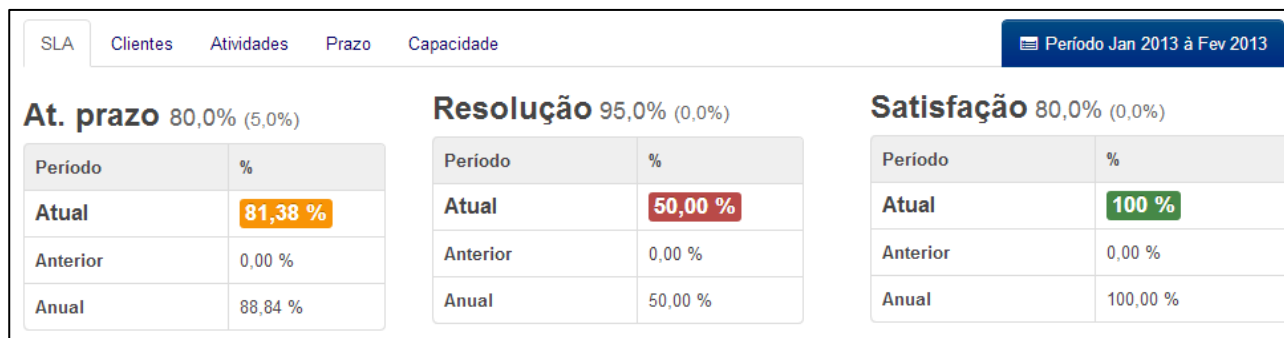 SLA Clientes Atividades Prazo Capacidade Período Jan 2013 à Fev 2013
At. prazo 80,0% (5,0%)
Período %
Atual 81,38 %
Anterior 0,00 %
Anual 88,84 %
Resolução 95,0% (0,0%)
Período %
Atual 50,00 %
Anterior 0,00 %
Anual 50,00 %
Satisfação 80,0% (0,0%)
Período %
Atual 100 %
Anterior 0,00 %
Anual 100,00 %